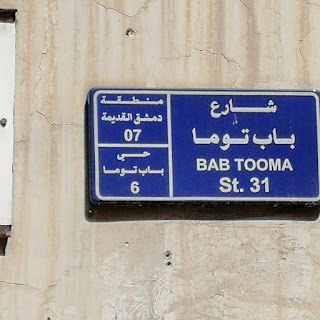 شارع
باب توما
BAB TOOMA
St. 31
منطقة
دمشق القديمة
07
حي
باب توما
6